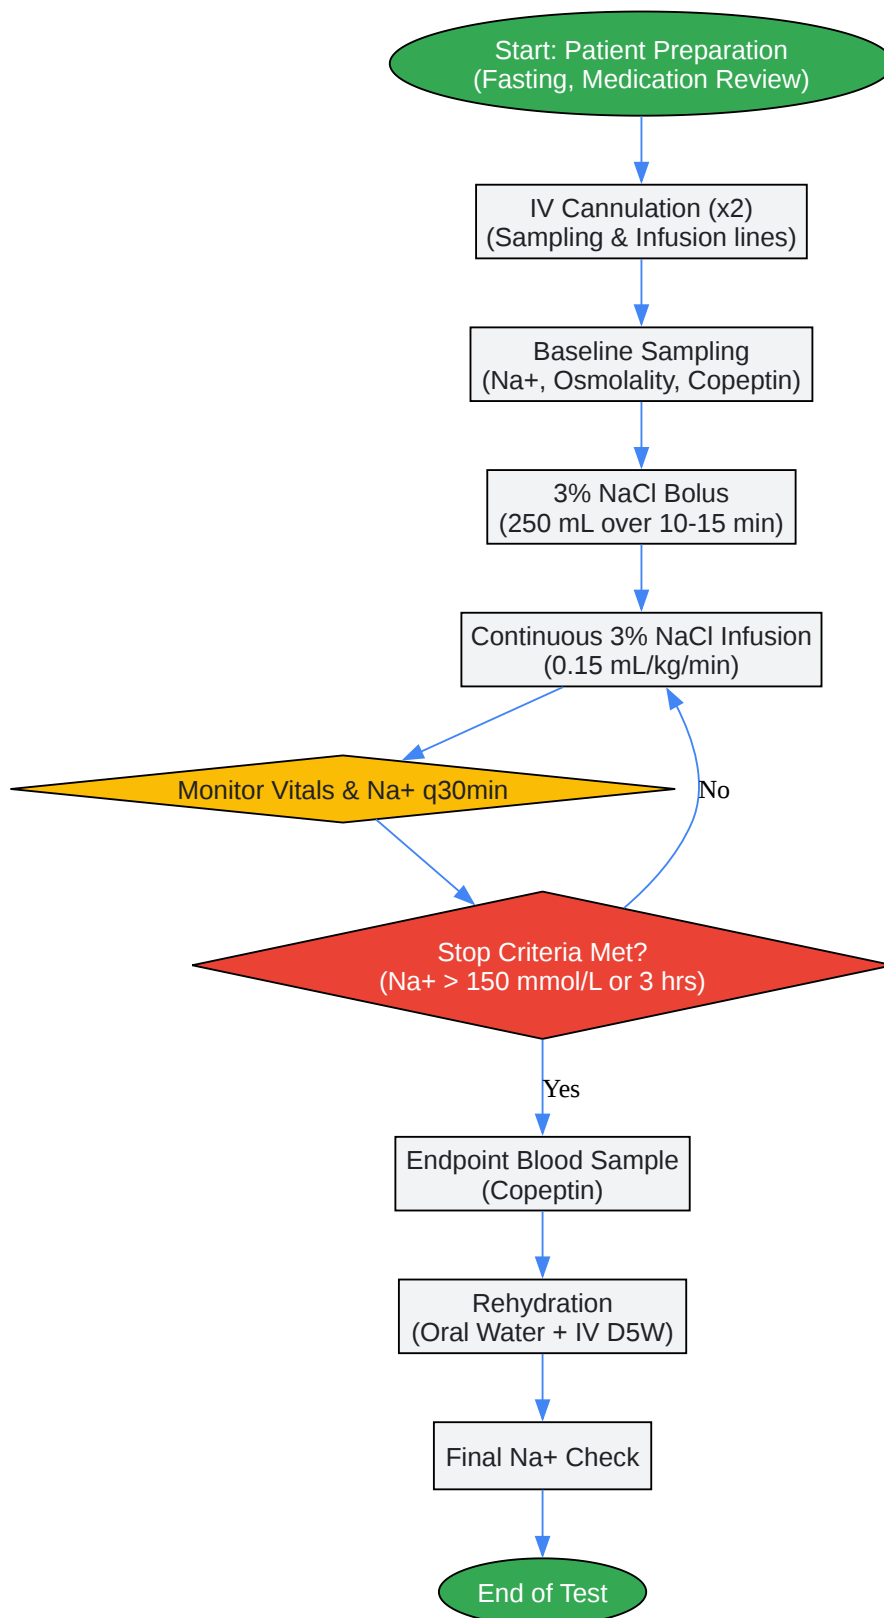 Start: Patient Preparation
(Fasting, Medication Review)
IV Cannulation (x2)
(Sampling & Infusion lines)
Baseline Sampling
(Na+, Osmolality, Copeptin)
3% NaCl Bolus
(250 mL over 10-15 min)
Continuous 3% NaCl Infusion
(0.15 mL/kg/min)
Monitor Vitals & Na+ q30min
No
Stop Criteria Met?
(Na+ > 150 mmol/L or 3 hrs)
Yes
Endpoint Blood Sample
(Copeptin)
Rehydration
(Oral Water + IV D5W)
Final Na+ Check
End of Test